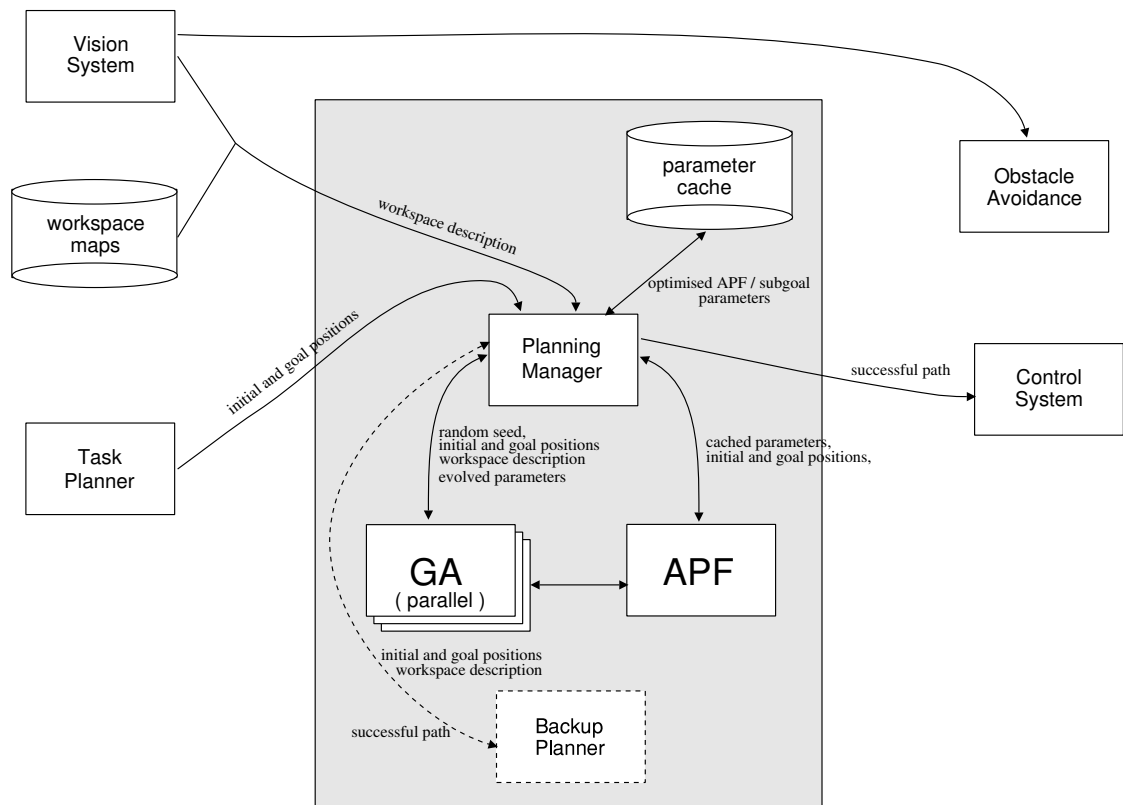 Vision
System
parameter
cache
Obstacle
Avoidance
workspace
maps
workspace description
optimised APF / subgoal
parameters
initial and goal positions
Planning
Manager
successful path
Control
System
Task
Planner
random seed,
initial and goal positions
workspace description
evolved parameters
cached parameters,
initial and goal positions,
GA
( parallel )
APF
initial and goal positions
workspace description
successful path
Backup
Planner